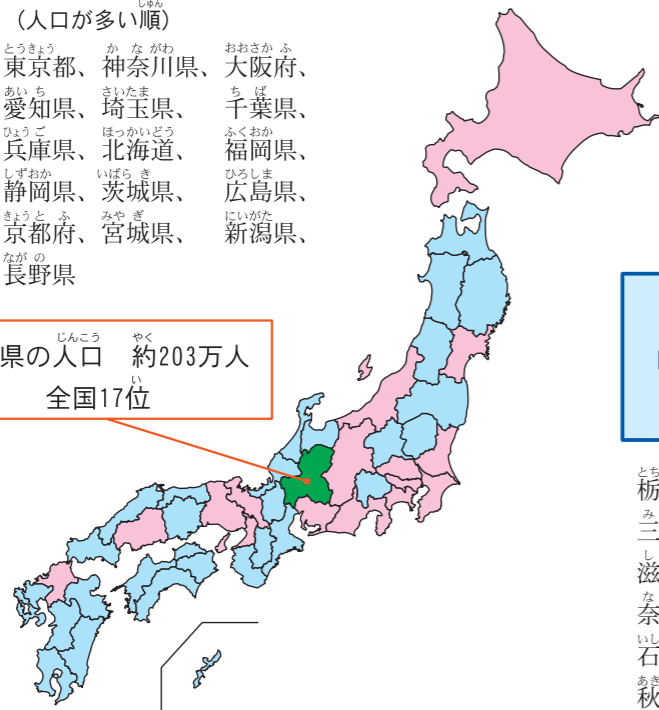 (人口が多い順)
東京都、神奈川県、大阪府、
愛知県、埼玉県、千葉県、
兵庫県、北海道、福岡県、
静岡県、茨城県、広島県、
京都府、宮城県、新潟県、
長野県
県の人口 約203万人
全国17位
栃
三
滋
奈
石
秋